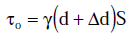 τₒ = γ(d + Δd)S